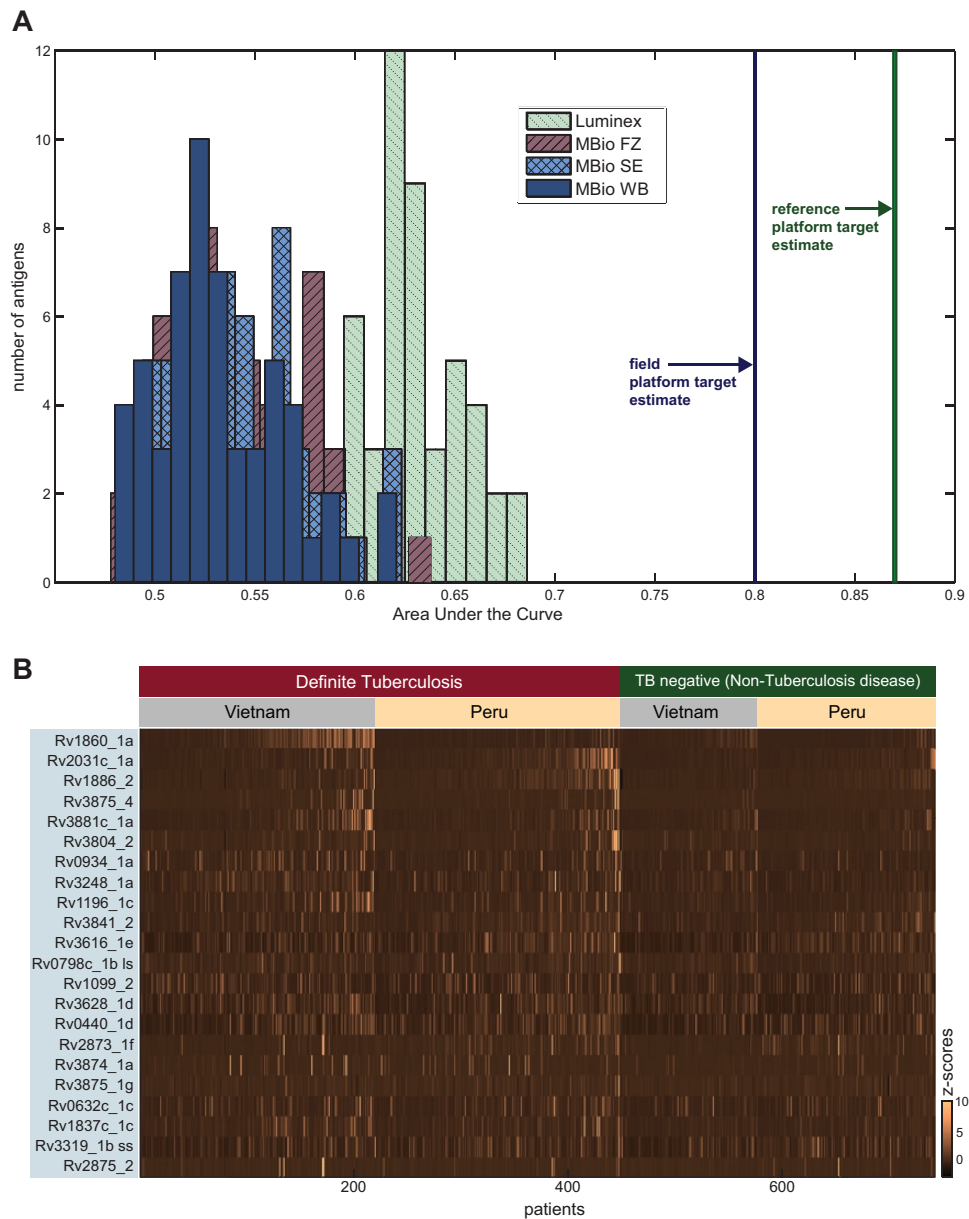 A
12
10
8
6
4
2
0
number of antigens
Luminex
MBio FZ
MBio SE
MBio WB
reference
platform target
estimate
field
platform target
estimate
0.5 0.55 0.6 0.65 0.7 0.75 0.8 0.85 0.9
Area Under the Curve
B
Definite Tuberculosis TB negative (Non-Tuberculosis disease)
Vietnam Peru Vietnam Peru
Rv1860_1a
Rv2031c_1a
Rv1886_2
Rv3875_4
Rv3881c_1a
Rv3804_2
Rv0934_1a
Rv3248_1a
Rv1196_1c
Rv3841_2
Rv3616_1e
Rv0798c_1b ls
Rv1099_2
Rv3628_1d
Rv0440_1d
Rv2873_1f
Rv3874_1a
Rv3875_1g
Rv0632c_1c
Rv1837c_1c
Rv3319_1b ss
Rv2875_2
z-scores
10
5
0
200 400 600
patients